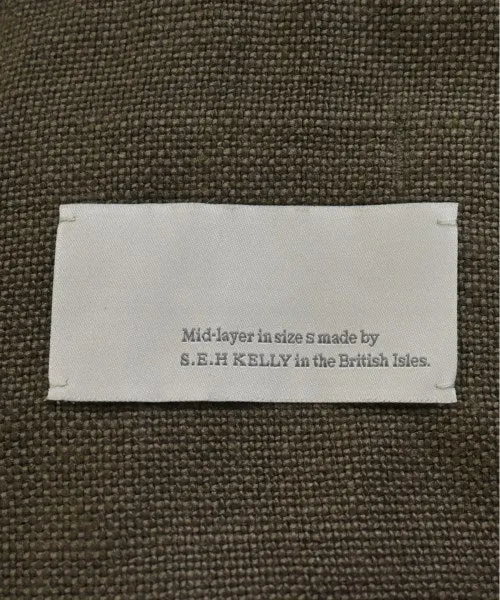 Mid-layer in size S made by
S.E.H KELLY in the British Isles.